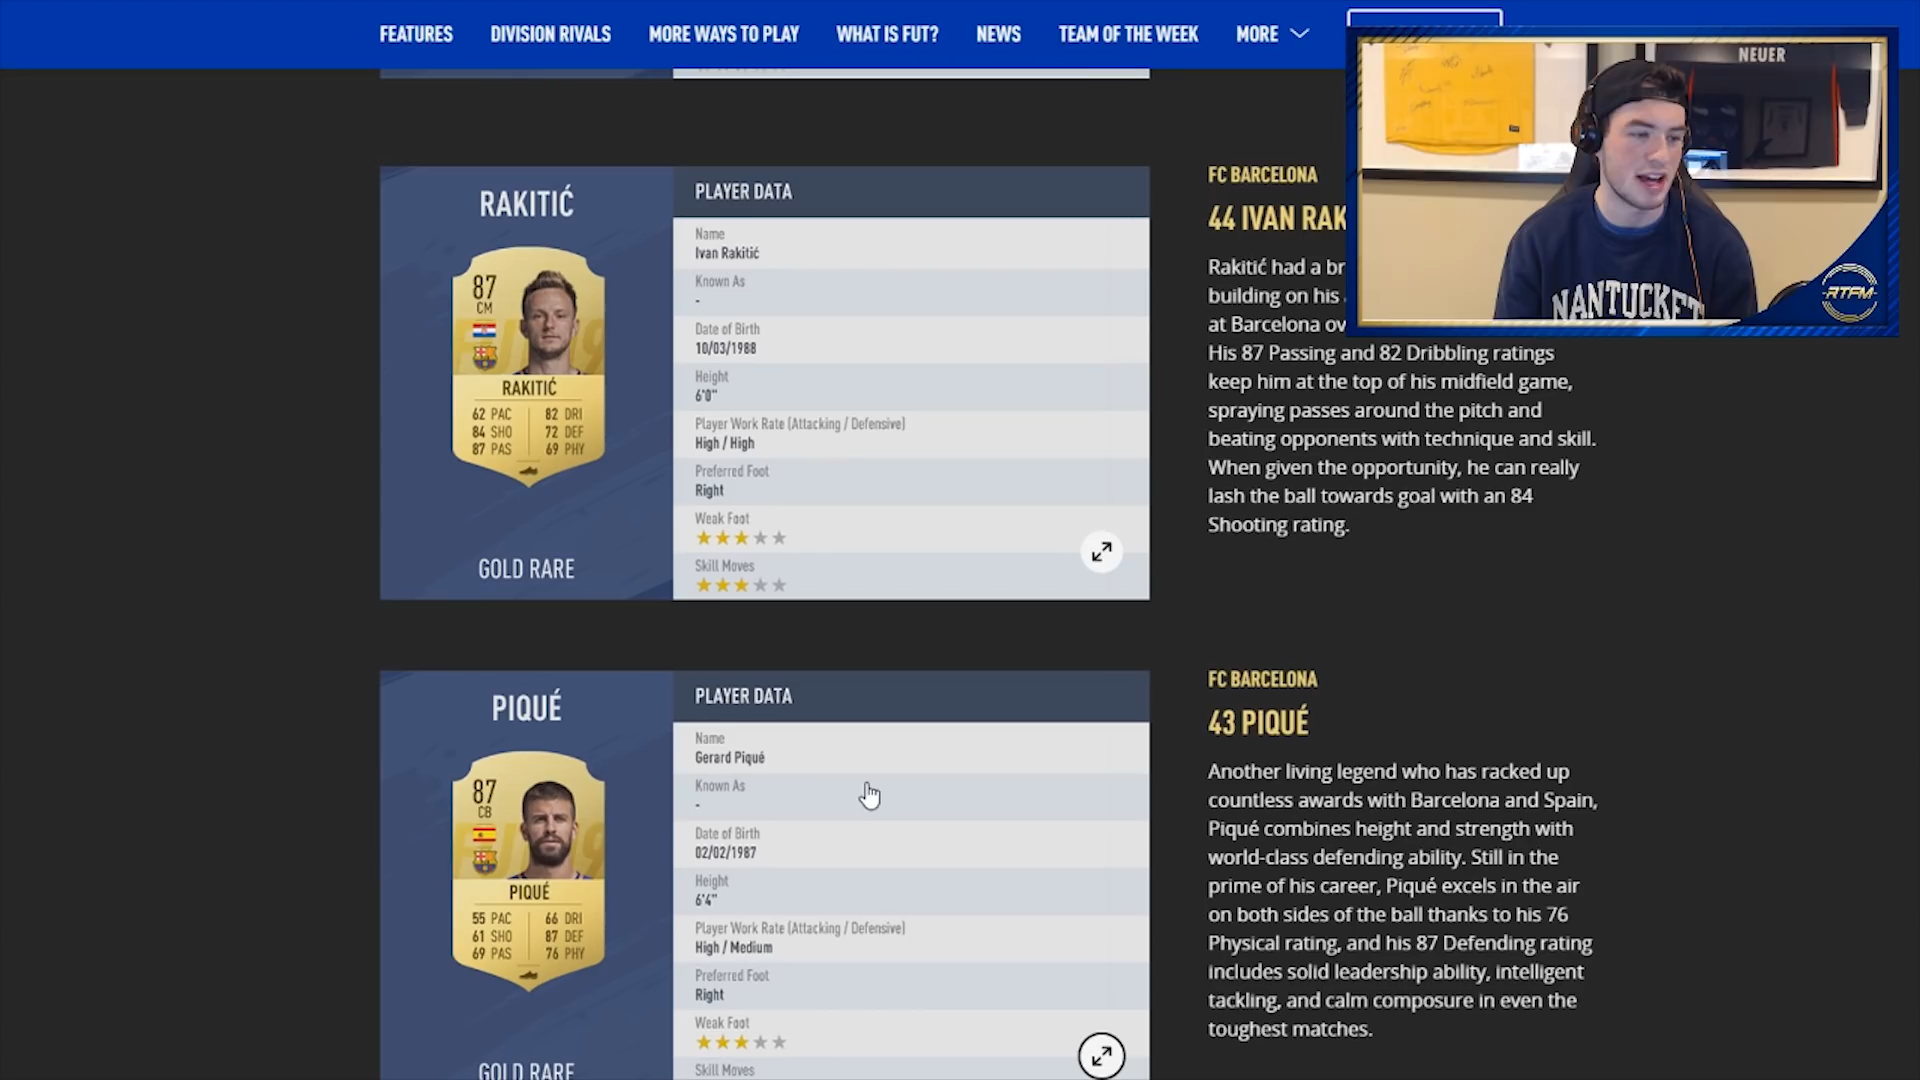 FEATURES DIVISION RIVALS MORE WAYS TO PLAY WHAT IS FUT? NEWS TEAM OF THE WEEK MORE
NEUER
NANTUCKET
RTFM
RAKITIĆ
87
CM
RAKITIĆ
62 PAC 82 DRI
84 SHO 72 DEF
87 PAS 69 PHY
GOLD RARE
PLAYER DATA
Name
Ivan Rakitić
Known As
-
Date of Birth
10/03/1988
Height
6'0"
Player Work Rate (Attacking / Defensive)
High / High
Preferred Foot
Right
Weak Foot
Skill Moves
FC BARCELONA
44 IVAN RAK
Rakitić had a br
building on his
at Barcelona ov
His 87 Passing and 82 Dribbling ratings
keep him at the top of his midfield game,
spraying passes around the pitch and
beating opponents with technique and skill.
When given the opportunity, he can really
lash the ball towards goal with an 84
Shooting rating.
PIQUÉ
87
CB
PIQUÉ
55 PAC 66 DRI
61 SHO 87 DEF
69 PAS 76 PHY
GOLD RARE
PLAYER DATA
Name
Gerard Piqué
Known As
-
Date of Birth
02/02/1987
Height
6'4"
Player Work Rate (Attacking / Defensive)
High / Medium
Preferred Foot
Right
Weak Foot
Skill Moves
FC BARCELONA
43 PIQUÉ
Another living legend who has racked up
countless awards with Barcelona and Spain,
Piqué combines height and strength with
world-class defending ability. Still in the
prime of his career, Piqué excels in the air
on both sides of the ball thanks to his 76
Physical rating, and his 87 Defending rating
includes solid leadership ability, intelligent
tackling, and calm composure in even the
toughest matches.